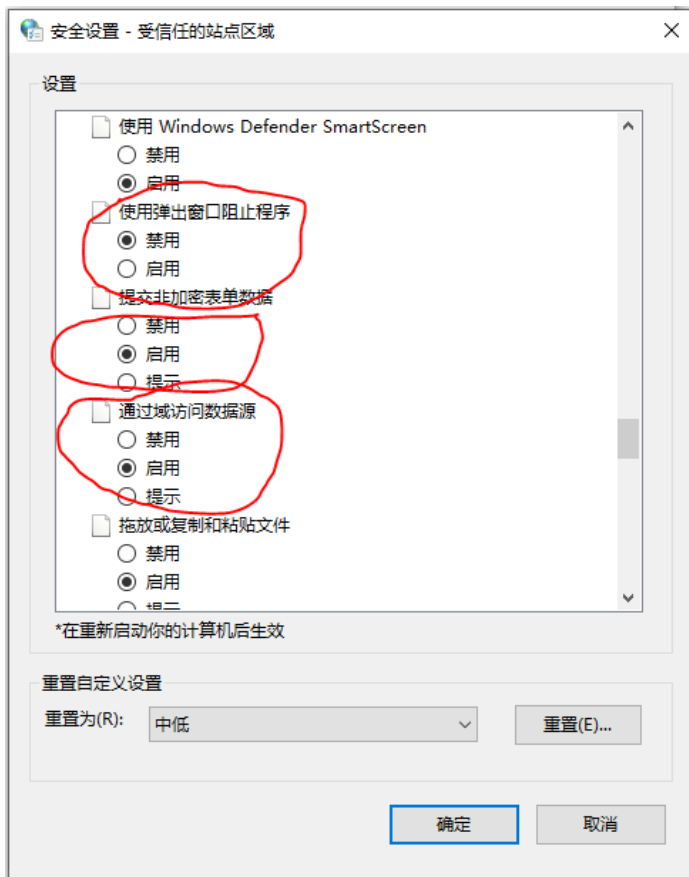 安全设置 - 受信任的站点区域
设置
使用 Windows Defender SmartScreen
禁用
启用
使用弹出窗口阻止程序
禁用
启用
提交非加密表单数据
禁用
启用
提示
通过域访问数据源
禁用
启用
提示
拖放或复制和粘贴文件
禁用
启用
提示
*在重新启动你的计算机后生效
重置自定义设置
重置为(R):
中低
重置(E)...
确定
取消